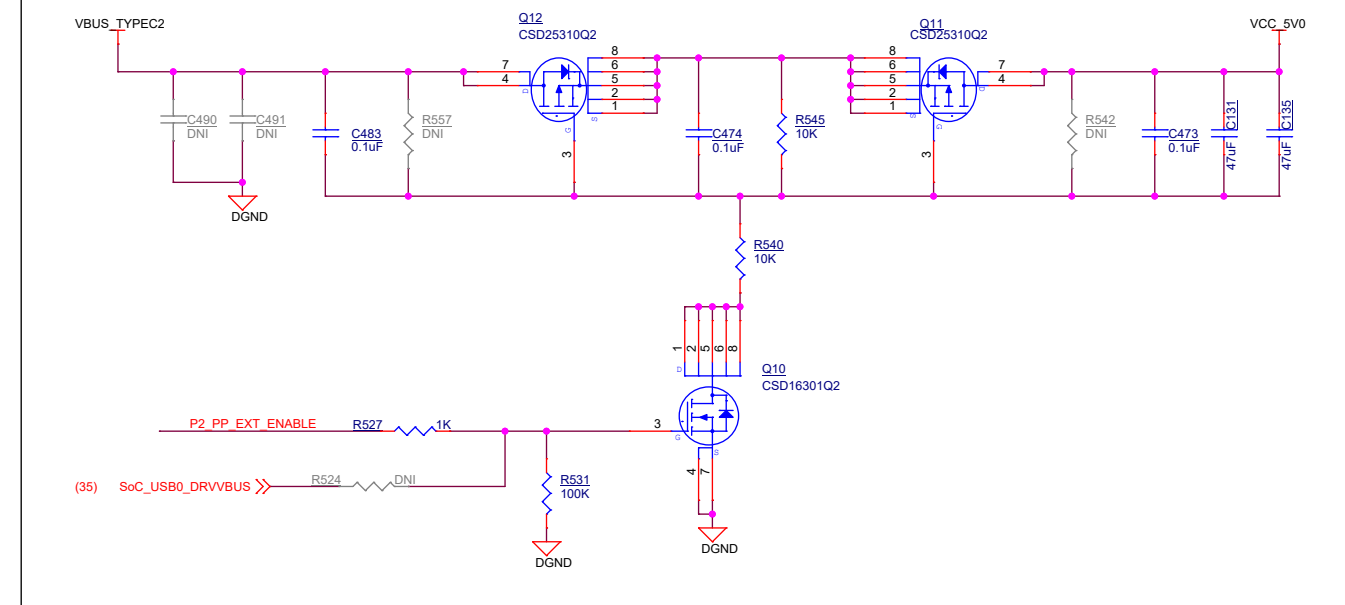 VBUS_TYPEC2
Q12
CSD25310Q2
Q11
CSD25310Q2
VCC_5V0
7
4
D
G
S
3
8
6
5
2
1
8
6
5
2
1
S
G
D
3
7
4
C490
DNI
C491
DNI
C483
0.1uF
R557
DNI
C474
0.1uF
R545
10K
R542
DNI
C473
0.1uF
C131
47uF
C135
47uF
DGND
R540
10K
1
2
5
6
8
D
Q10
CSD16301Q2
P2_PP_EXT_ENABLE
R527
1K
3
G
S
4
7
(35)
SoC_USB0_DRVVBUS
R524
DNI
R531
100K
DGND
DGND